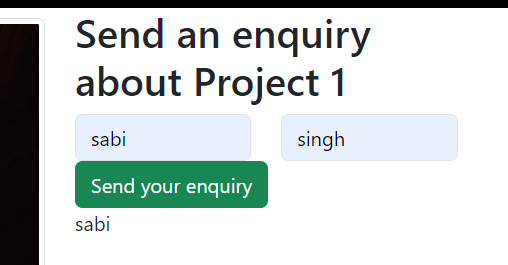 Send an enquiry
about Project 1
sabi singh
Send your enquiry
sabi